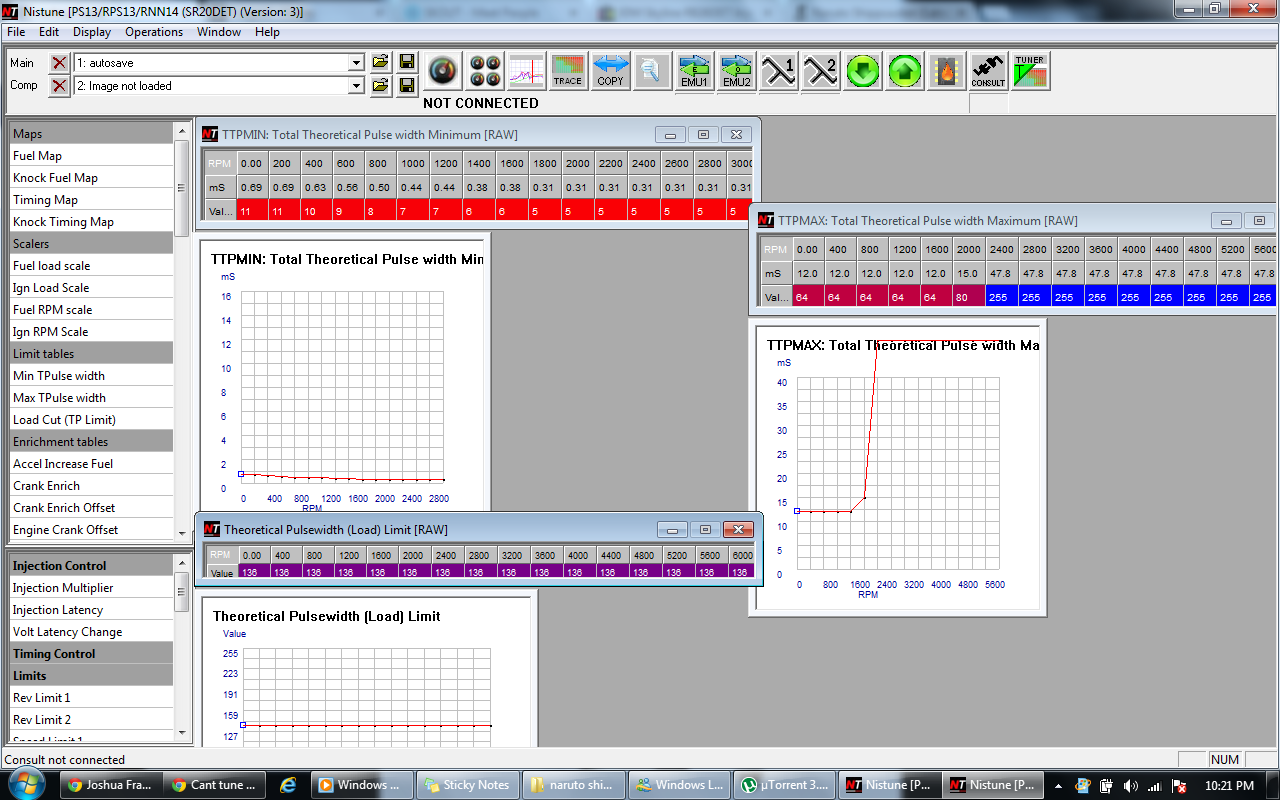 Nistune [PS13/RPS13/RNN14 (SR20DET) (Version: 3)]
File Edit Display Operations Window Help
Main 1: autosave
Comp 2: Image not loaded
TRACE COPY EMU1 EMU2 1 2 CONSULT TUNER
NOT CONNECTED
Maps
Fuel Map
Knock Fuel Map
Timing Map
Knock Timing Map
Scalers
Fuel load scale
Ign Load Scale
Fuel RPM scale
Ign RPM Scale
Limit tables
Min TPulse width
Max TPulse width
Load Cut (TP Limit)
Enrichment tables
Accel Increase Fuel
Crank Enrich
Crank Enrich Offset
Engine Crank Offset
Injection Control
Injection Multiplier
Injection Latency
Volt Latency Change
Timing Control
Limits
Rev Limit 1
Rev Limit 2
Speed Limit 1
NT TTPMIN: Total Theoretical Pulse width Minimum [RAW]
RPM 0.00 200 400 600 800 1000 1200 1400 1600 1800 2000 2200 2400 2600 2800 3000
mS 0.69 0.69 0.63 0.56 0.50 0.44 0.44 0.38 0.38 0.31 0.31 0.31 0.31 0.31 0.31 0.31
Val... 11 11 10 9 8 7 7 6 6 5 5 5 5 5 5 5
TTPMIN: Total Theoretical Pulse width Min
mS
16
14
12
10
8
6
4
2
0
0 400 800 1200 1600 2000 2400 2800
RPM
NT TTPMAX: Total Theoretical Pulse width Maximum [RAW]
RPM 0.00 400 800 1200 1600 2000 2400 2800 3200 3600 4000 4400 4800 5200 5600
mS 12.0 12.0 12.0 12.0 12.0 15.0 47.8 47.8 47.8 47.8 47.8 47.8 47.8 47.8 47.8
Val... 64 64 64 64 64 80 255 255 255 255 255 255 255 255 255
TTPMAX: Total Theoretical Pulse width Ma
mS
40
35
30
25
20
15
10
5
0
0 800 1600 2400 3200 4000 4800 5600
RPM
NT Theoretical Pulsewidth (Load) Limit [RAW]
RPM 0.00 400 800 1200 1600 2000 2400 2800 3200 3600 4000 4400 4800 5200 5600 6000
Value 136 136 136 136 136 136 136 136 136 136 136 136 136 136 136 136
Theoretical Pulsewidth (Load) Limit
Value
255
223
191
159
127
Consult not connected
NUM
Joshua Fra... Cant tune ... Windows ... Sticky Notes naruto shi... Windows L... µTorrent 3.... Nistune [P... Nistune [P... 10:21 PM